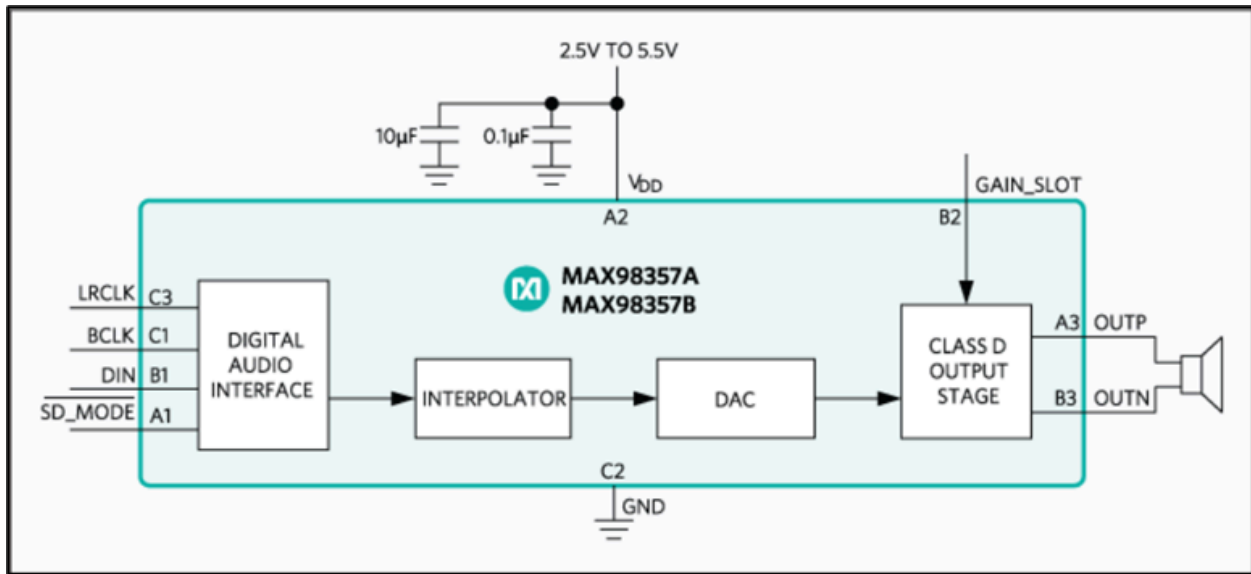 2.5V TO 5.5V
10µF
0.1µF
VDD
GAIN_SLOT
A2
B2
MAX98357A
MAX98357B
LRCLK C3
BCLK C1
DIN B1
SD_MODE A1
DIGITAL
AUDIO
INTERFACE
INTERPOLATOR
DAC
CLASS D
OUTPUT
STAGE
A3 OUTP
B3 OUTN
C2
GND